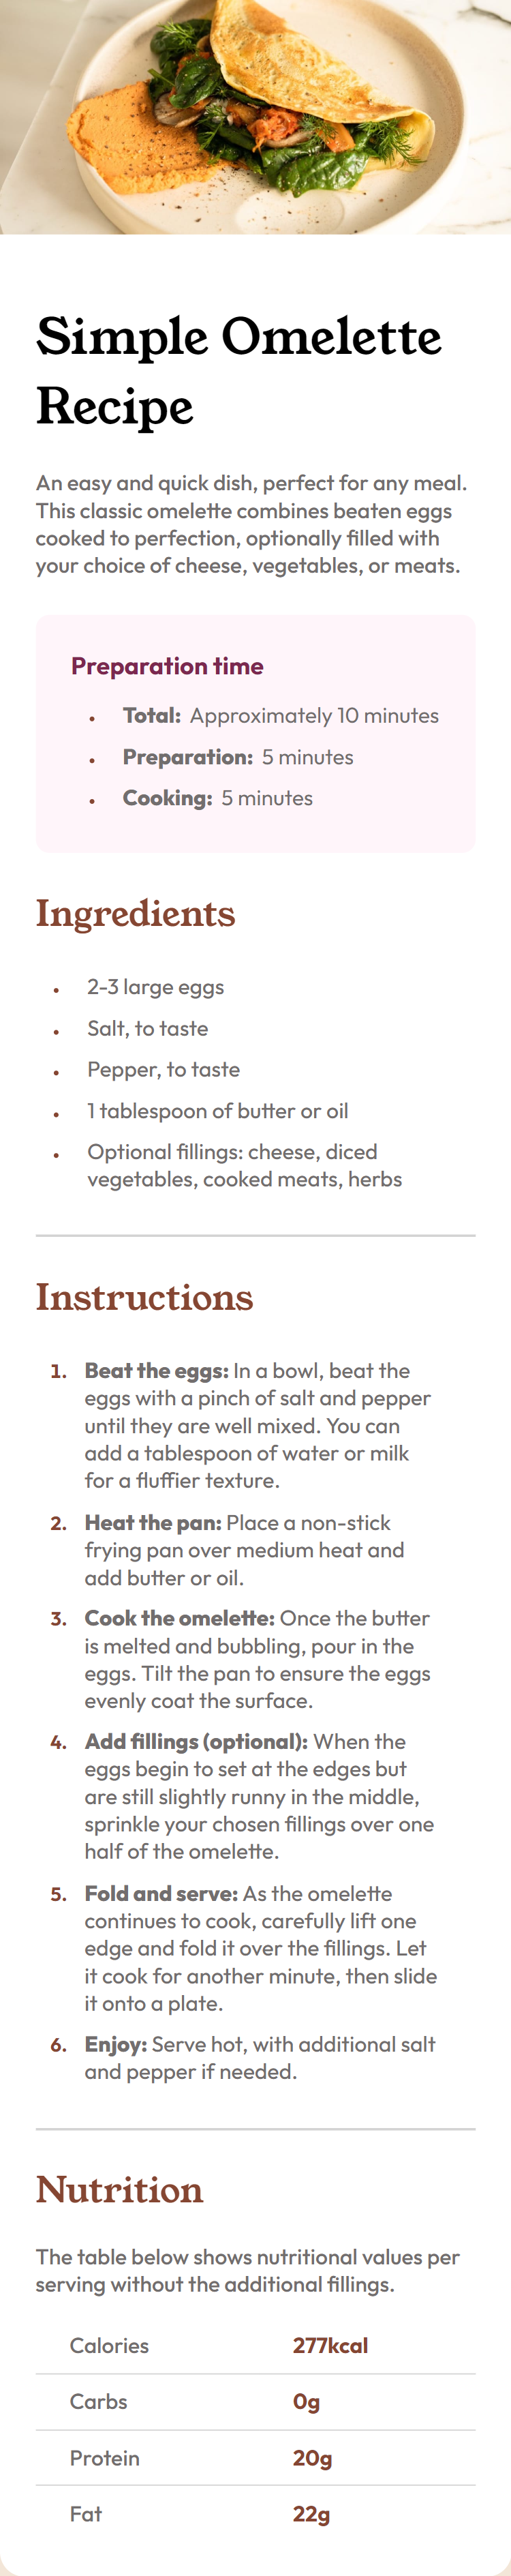 Simple Omelette
Recipe
An easy and quick dish, perfect for any meal.
This classic omelette combines beaten eggs
cooked to perfection, optionally filled with
your choice of cheese, vegetables, or meats.
Preparation time
• Total: Approximately 10 minutes
• Preparation: 5 minutes
• Cooking: 5 minutes
Ingredients
• 2-3 large eggs
• Salt, to taste
• Pepper, to taste
• 1 tablespoon of butter or oil
• Optional fillings: cheese, diced
vegetables, cooked meats, herbs
Instructions
1. Beat the eggs: In a bowl, beat the
eggs with a pinch of salt and pepper
until they are well mixed. You can
add a tablespoon of water or milk
for a fluffier texture.
2. Heat the pan: Place a non-stick
frying pan over medium heat and
add butter or oil.
3. Cook the omelette: Once the butter
is melted and bubbling, pour in the
eggs. Tilt the pan to ensure the eggs
evenly coat the surface.
4. Add fillings (optional): When the
eggs begin to set at the edges but
are still slightly runny in the middle,
sprinkle your chosen fillings over one
half of the omelette.
5. Fold and serve: As the omelette
continues to cook, carefully lift one
edge and fold it over the fillings. Let
it cook for another minute, then slide
it onto a plate.
6. Enjoy: Serve hot, with additional salt
and pepper if needed.
Nutrition
The table below shows nutritional values per
serving without the additional fillings.
Calories 277kcal
Carbs 0g
Protein 20g
Fat 22g